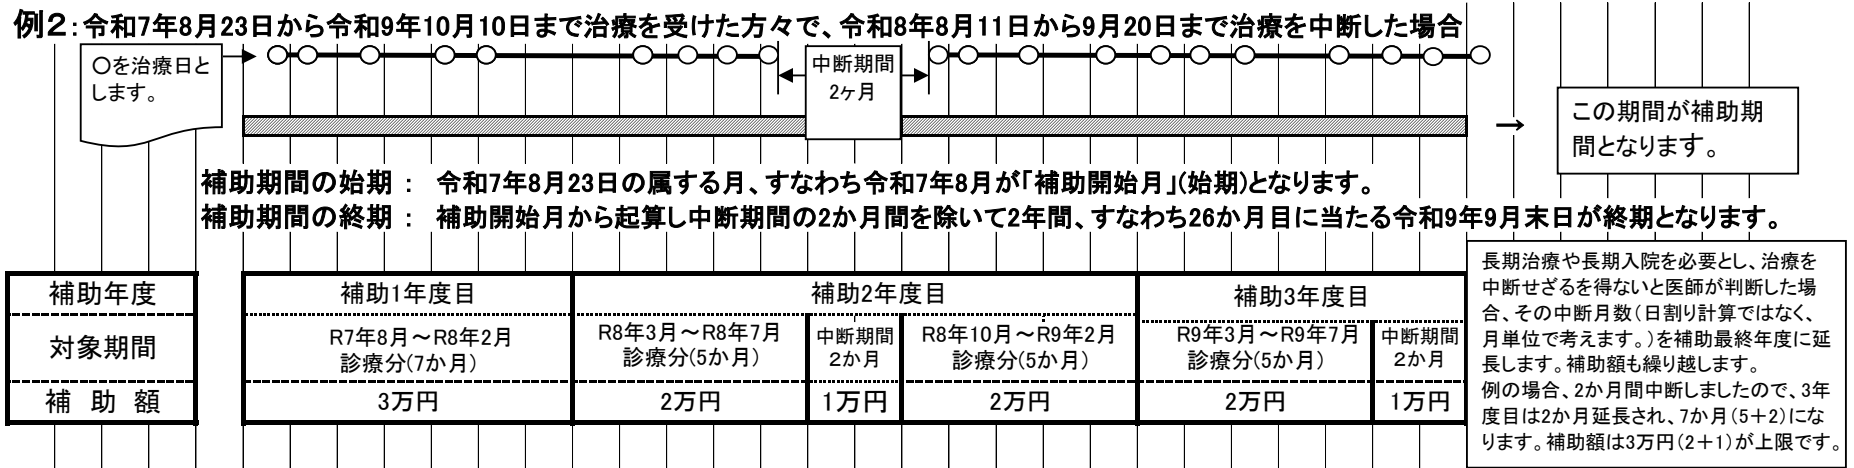 例2：令和7年8月23日から令和9年10月10日まで治療を受けた方々で、令和8年8月11日から9月20日まで治療を中断した場合
○を治療日と
します。
中断期間
2ヶ月
→
この期間が補助期
間となります。
補助期間の始期 ： 令和7年8月23日の属する月、すなわち令和7年8月が「補助開始月」(始期)となります。
補助期間の終期 ： 補助開始月から起算し中断期間の2か月間を除いて2年間、すなわち26か月目に当たる令和9年9月末日が終期となります。
補助年度
補助1年度目
補助2年度目
補助3年度目
対象期間
R7年8月～R8年2月
診療分(7か月)
R8年3月～R8年7月
診療分(5か月)
中断期間
2か月
R8年10月～R9年2月
診療分(5か月)
R9年3月～R9年7月
診療分(5か月)
中断期間
2か月
補 助 額
3万円
2万円
1万円
2万円
2万円
1万円
長期治療や長期入院を必要とし、治療を
中断せざるを得ないと医師が判断した場
合、その中断月数(日割り計算ではなく、
月単位で考えます。)を補助最終年度に延
長します。補助額も繰り越します。
例の場合、2か月間中断しましたので、3年
度目は2か月延長され、7か月(5＋2)にな
ります。補助額は3万円(2＋1)が上限です。